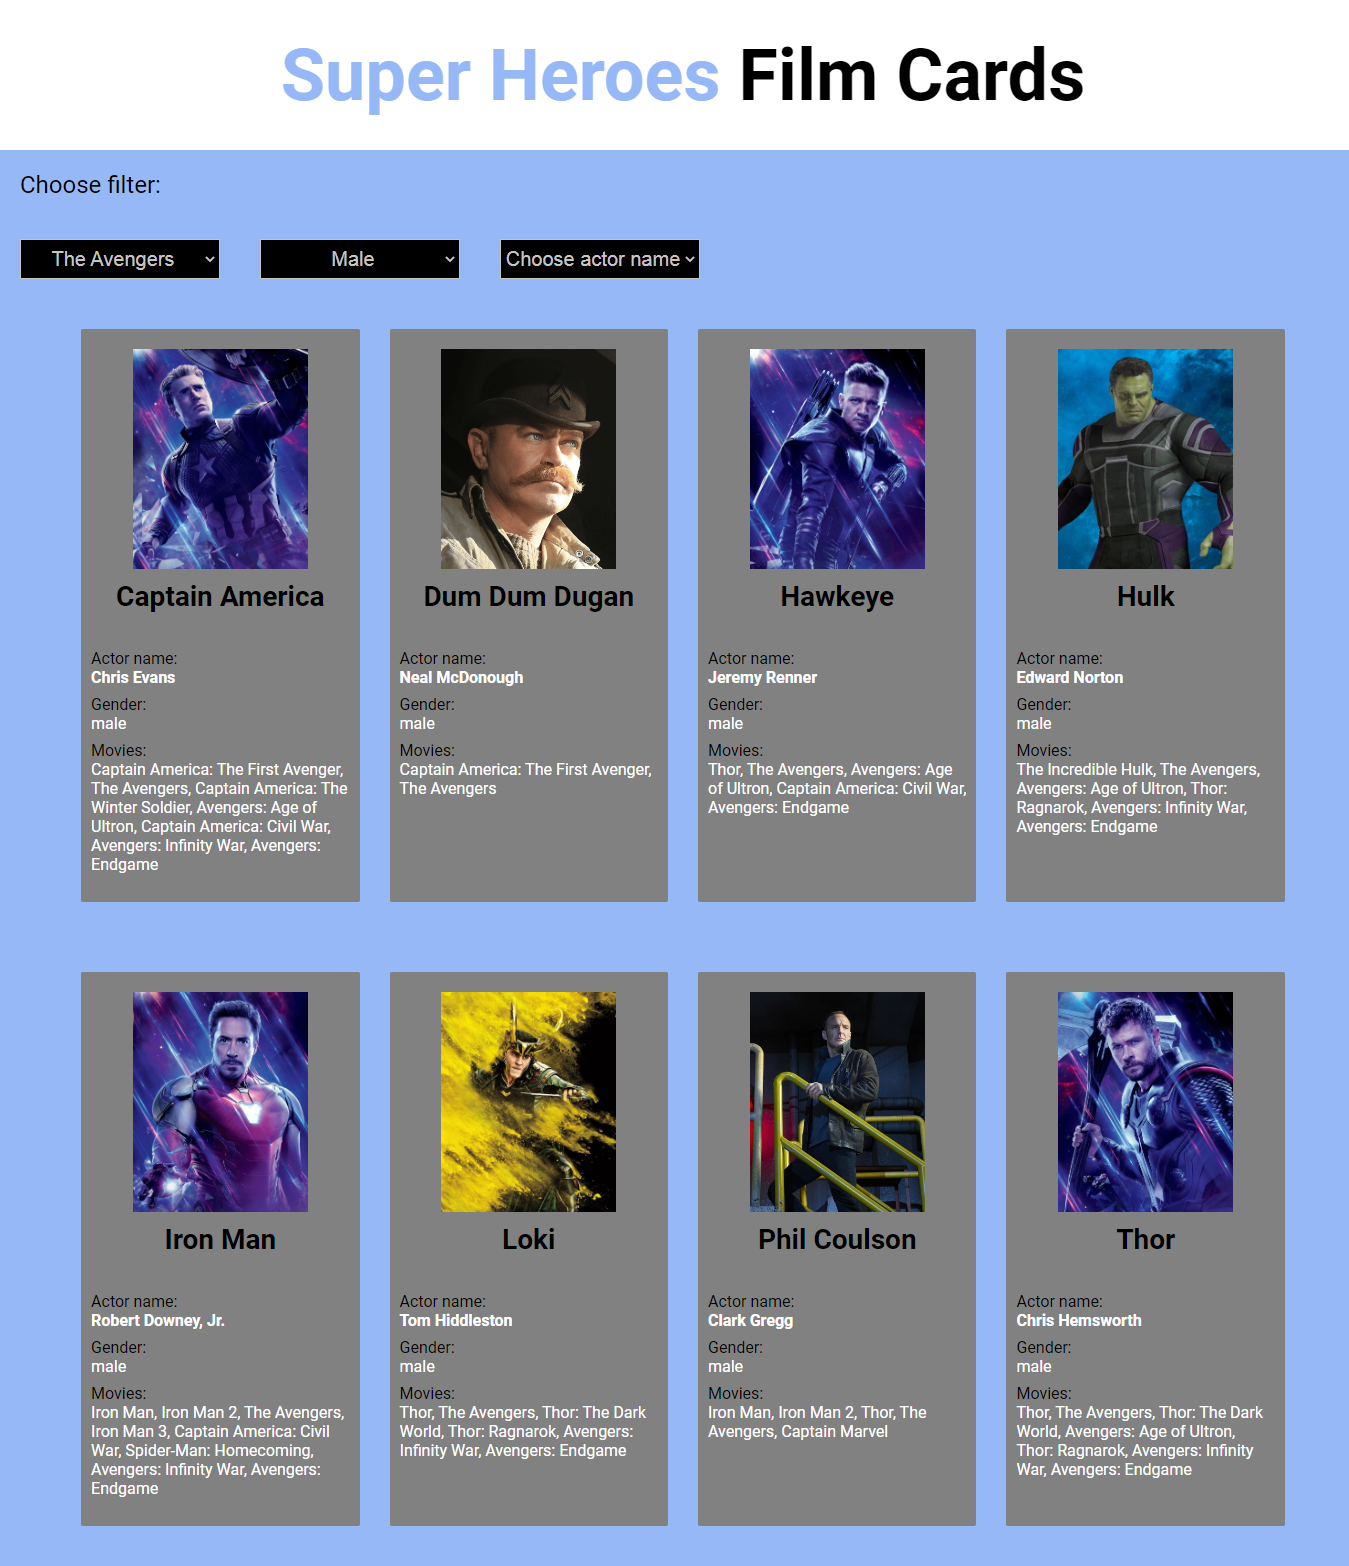 Super Heroes Film Cards
Choose filter:
The Avengers
Male
Choose actor name
Captain America
Actor name:
Chris Evans
Gender:
male
Movies:
Captain America: The First Avenger,
The Avengers, Captain America: The
Winter Soldier, Avengers: Age of
Ultron, Captain America: Civil War,
Avengers: Infinity War, Avengers:
Endgame
Dum Dum Dugan
Actor name:
Neal McDonough
Gender:
male
Movies:
Captain America: The First Avenger,
The Avengers
Hawkeye
Actor name:
Jeremy Renner
Gender:
male
Movies:
Thor, The Avengers, Avengers: Age
of Ultron, Captain America: Civil War,
Avengers: Endgame
Hulk
Actor name:
Edward Norton
Gender:
male
Movies:
The Incredible Hulk, The Avengers,
Avengers: Age of Ultron, Thor:
Ragnarok, Avengers: Infinity War,
Avengers: Endgame
Iron Man
Actor name:
Robert Downey, Jr.
Gender:
male
Movies:
Iron Man, Iron Man 2, The Avengers,
Iron Man 3, Captain America: Civil
War, Spider-Man: Homecoming,
Avengers: Infinity War, Avengers:
Endgame
Loki
Actor name:
Tom Hiddleston
Gender:
male
Movies:
Thor, The Avengers, Thor: The Dark
World, Thor: Ragnarok, Avengers:
Infinity War, Avengers: Endgame
Phil Coulson
Actor name:
Clark Gregg
Gender:
male
Movies:
Iron Man, Iron Man 2, Thor, The
Avengers, Captain Marvel
Thor
Actor name:
Chris Hemsworth
Gender:
male
Movies:
Thor, The Avengers, Thor: The Dark
World, Avengers: Age of Ultron,
Thor: Ragnarok, Avengers: Infinity
War, Avengers: Endgame